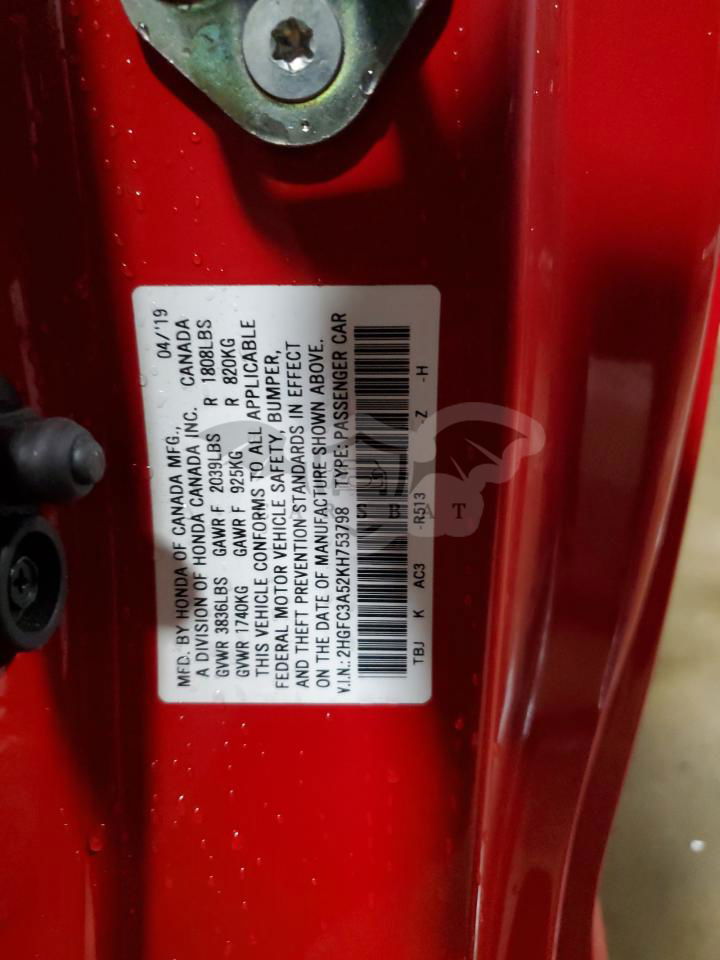 MFD. BY HONDA OF CANADA MFG., 04/'19
A DIVISION OF HONDA CANADA INC. CANADA
GVWR 3836LBS GAWR F 2039LBS R 1808LBS
GVWR 1740KG GAWR F 925KG R 820KG
THIS VEHICLE CONFORMS TO ALL APPLICABLE
FEDERAL MOTOR VEHICLE SAFETY, BUMPER,
AND THEFT PREVENTION STANDARDS IN EFFECT
ON THE DATE OF MANUFACTURE SHOWN ABOVE.
V.I.N.: 2HGFC3A52KH753798 TYPE: PASSENGER CAR
TBJ K AC3 -R513 -Z -H